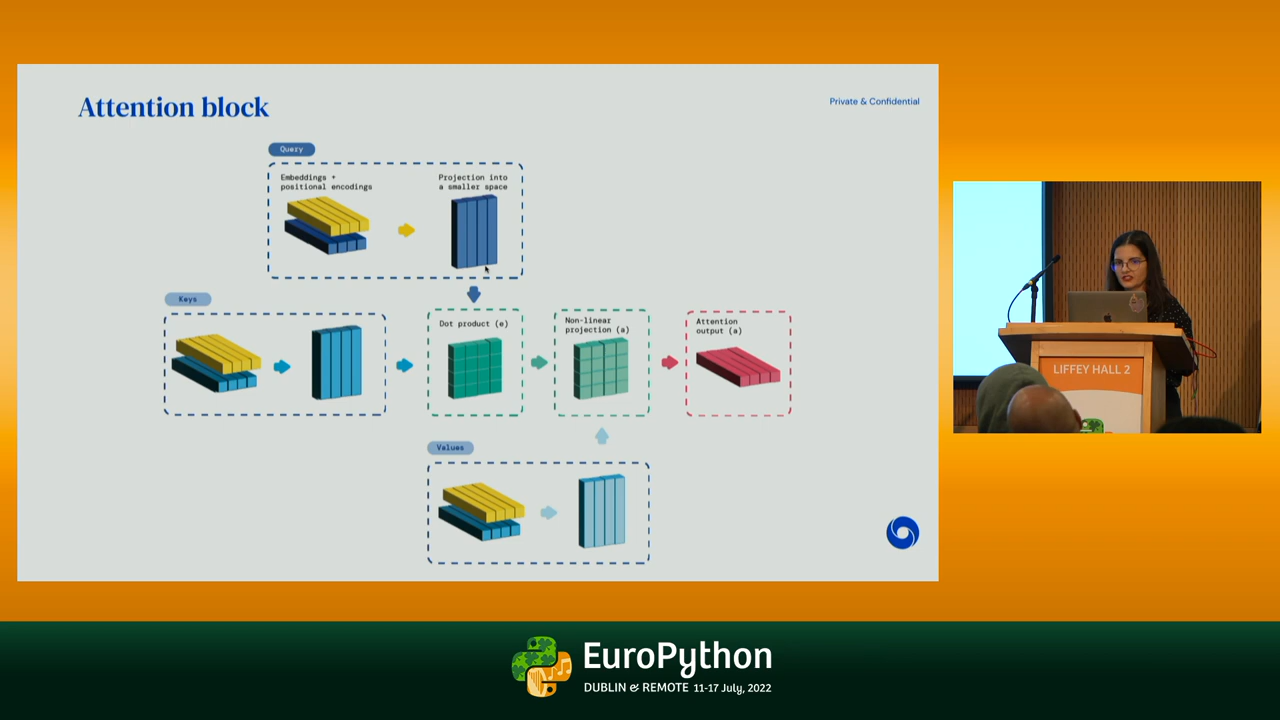 Attention block
Private & Confidential
Query
Embeddings +
positional encodings
Projection into
a smaller space
Keys
Dot product (e)
Non-linear
projection (a)
Attention
output (a)
Values
LIFFEY HALL 2
EuroPython
DUBLIN & REMOTE 11-17 July, 2022